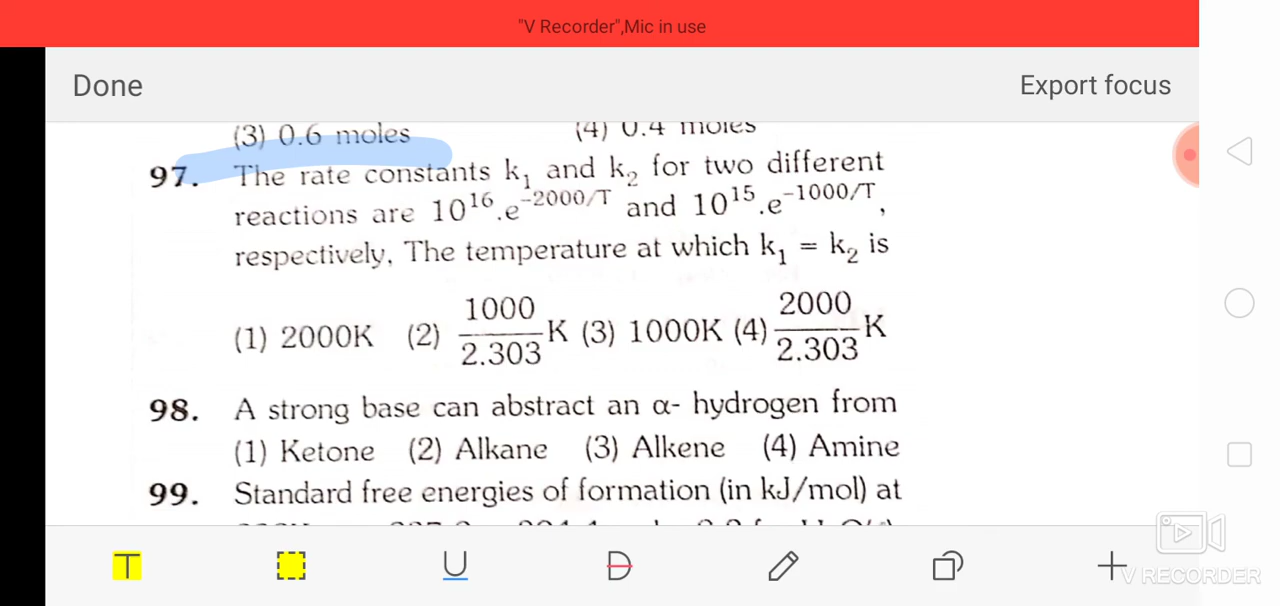 "V Recorder",Mic in use
Done Export focus
(3) 0.6 moles (4) 0.4 moles
97. The rate constants k₁ and k₂ for two different
reactions are 10¹⁶.e⁻²⁰⁰⁰/ᵀ and 10¹⁵.e⁻¹⁰⁰⁰/ᵀ,
respectively, The temperature at which k₁ = k₂ is
(1) 2000K (2) 1000/2.303 K (3) 1000K (4) 2000/2.303 K
98. A strong base can abstract an α- hydrogen from
(1) Ketone (2) Alkane (3) Alkene (4) Amine
99. Standard free energies of formation (in kJ/mol) at
T U D
V RECORDER